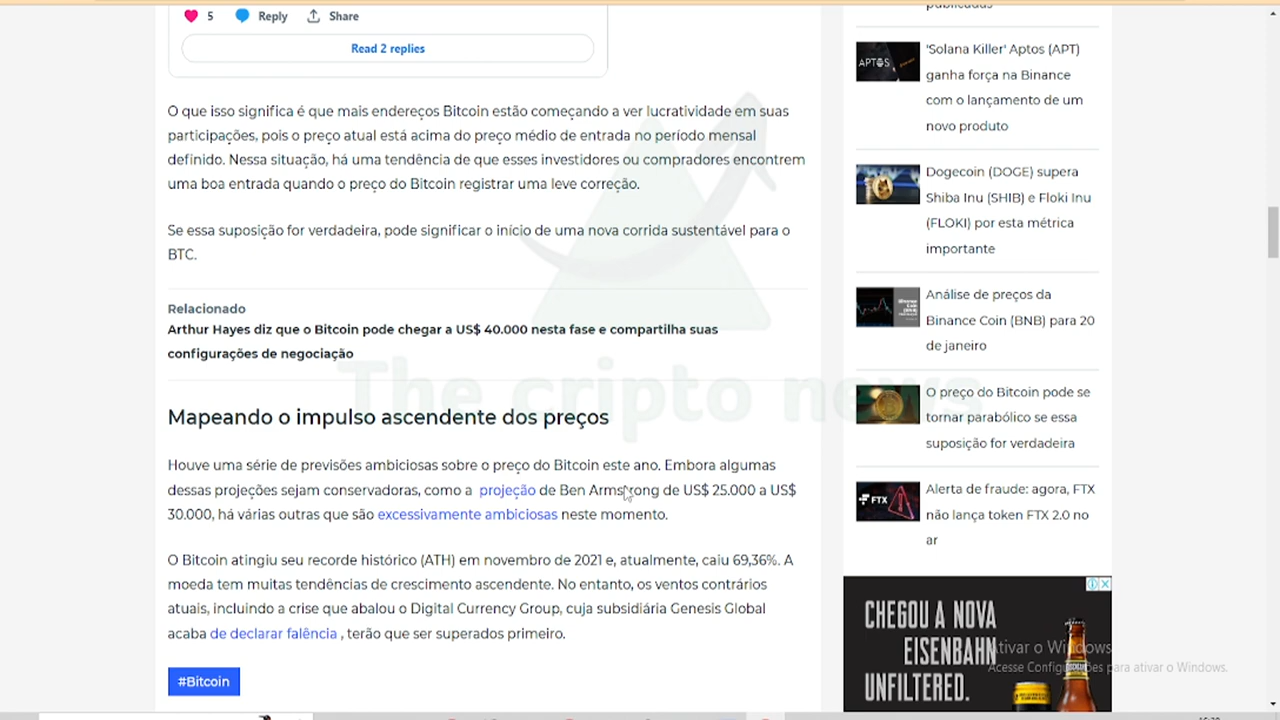 5 Reply Share
Read 2 replies
O que isso significa é que mais endereços Bitcoin estão começando a ver lucratividade em suas
participações, pois o preço atual está acima do preço médio de entrada no período mensal
definido. Nessa situação, há uma tendência de que esses investidores ou compradores encontrem
uma boa entrada quando o preço do Bitcoin registrar uma leve correção.
Se essa suposição for verdadeira, pode significar o início de uma nova corrida sustentável para o
BTC.
Relacionado
Arthur Hayes diz que o Bitcoin pode chegar a US$ 40.000 nesta fase e compartilha suas
configurações de negociação
The cripto news
Mapeando o impulso ascendente dos preços
Houve uma série de previsões ambiciosas sobre o preço do Bitcoin este ano. Embora algumas
dessas projeções sejam conservadoras, como a projeção de Ben Armstrong de US$ 25.000 a US$
30.000, há várias outras que são excessivamente ambiciosas neste momento.
O Bitcoin atingiu seu recorde histórico (ATH) em novembro de 2021 e, atualmente, caiu 69,36%. A
moeda tem muitas tendências de crescimento ascendente. No entanto, os ventos contrários
atuais, incluindo a crise que abalou o Digital Currency Group, cuja subsidiária Genesis Global
acaba de declarar falência , terão que ser superados primeiro.
#Bitcoin
publicadas
APTOS
'Solana Killer' Aptos (APT)
ganha força na Binance
com o lançamento de um
novo produto
Dogecoin (DOGE) supera
Shiba Inu (SHIB) e Floki Inu
(FLOKI) por esta métrica
importante
Análise de preços da
Binance Coin (BNB) para 20
de janeiro
O preço do Bitcoin pode se
tornar parabólico se essa
suposição for verdadeira
FTX
Alerta de fraude: agora, FTX
não lança token FTX 2.0 no
ar
CHEGOU A NOVA
EISENBAHN
UNFILTERED.
Ativar o Windows
Acesse Configurações para ativar o Windows.